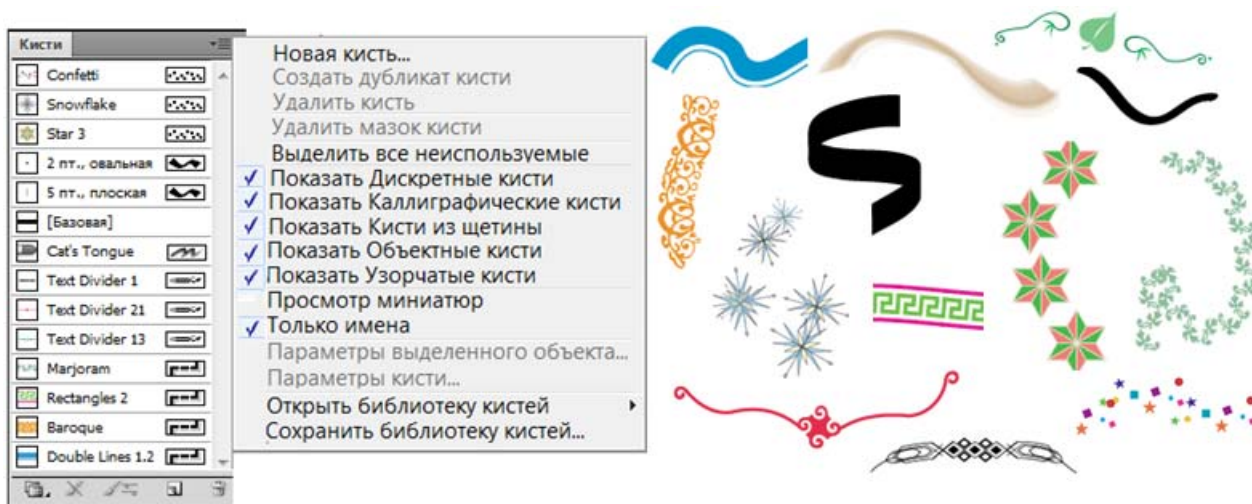 Кисти
Confetti
Snowflake
Star 3
2 пт., овальная
5 пт., плоская
[Базовая]
Cat's Tongue
Text Divider 1
Text Divider 21
Text Divider 13
Marjoram
Rectangles 2
Baroque
Double Lines 1.2
Новая кисть...
Создать дубликат кисти
Удалить кисть
Удалить мазок кисти
Выделить все неиспользуемые
Показать Дискретные кисти
Показать Каллиграфические кисти
Показать Кисти из щетины
Показать Объектные кисти
Показать Узорчатые кисти
Просмотр миниатюр
Только имена
Параметры выделенного объекта...
Параметры кисти...
Открыть библиотеку кистей
Сохранить библиотеку кистей...